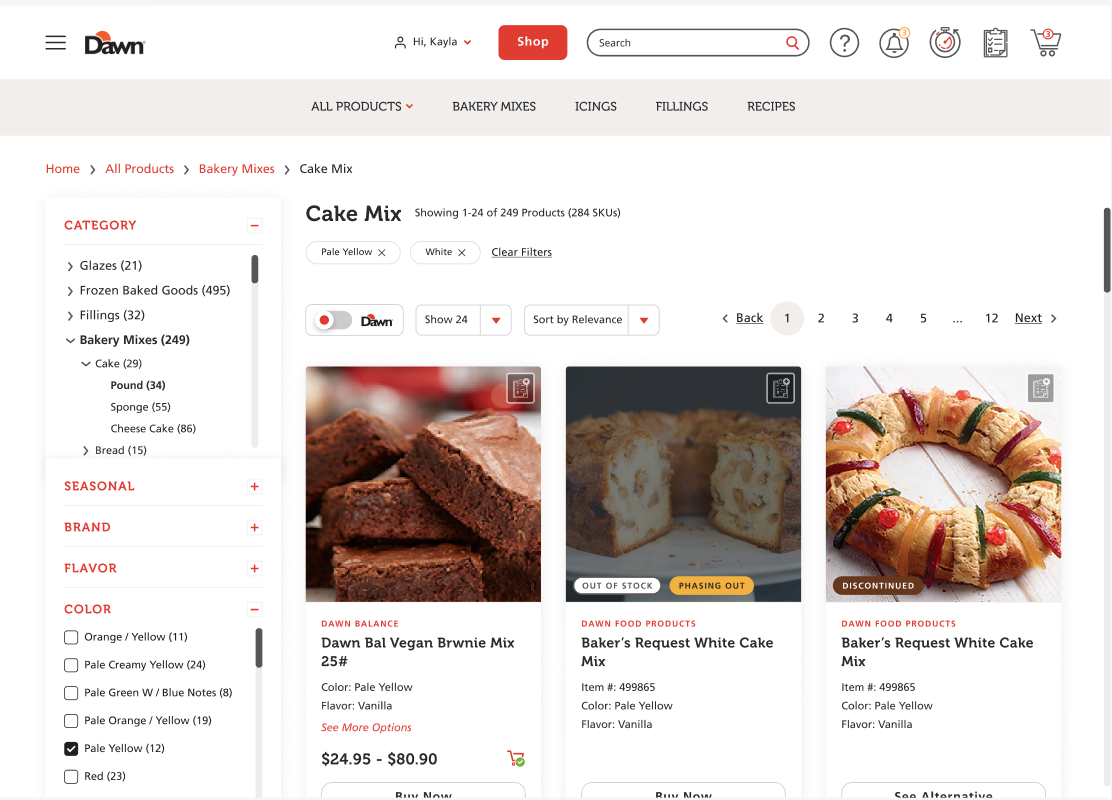 Dawn
Hi, Kayla
Shop
Search
?
3
3
ALL PRODUCTS
BAKERY MIXES
ICINGS
FILLINGS
RECIPES
Home > All Products > Bakery Mixes > Cake Mix
CATEGORY
Glazes (21)
Frozen Baked Goods (495)
Fillings (32)
Bakery Mixes (249)
Cake (29)
Pound (34)
Sponge (55)
Cheese Cake (86)
Bread (15)
SEASONAL
BRAND
FLAVOR
COLOR
Orange / Yellow (11)
Pale Creamy Yellow (24)
Pale Green W / Blue Notes (8)
Pale Orange / Yellow (19)
Pale Yellow (12)
Red (23)
Cake Mix Showing 1-24 of 249 Products (284 SKUs)
Pale Yellow
White
Clear Filters
Dawn
Show 24
Sort by Relevance
Back 1 2 3 4 5 ... 12 Next
DAWN BALANCE
Dawn Bal Vegan Brwnie Mix
25#
Color: Pale Yellow
Flavor: Vanilla
See More Options
$24.95 - $80.90
Buy Now
OUT OF STOCK
PHASING OUT
DAWN FOOD PRODUCTS
Baker’s Request White Cake
Mix
Item #: 499865
Color: Pale Yellow
Flavor: Vanilla
Buy Now
DISCONTINUED
DAWN FOOD PRODUCTS
Baker’s Request White Cake
Mix
Item #: 499865
Color: Pale Yellow
Flavor: Vanilla
See Alternative